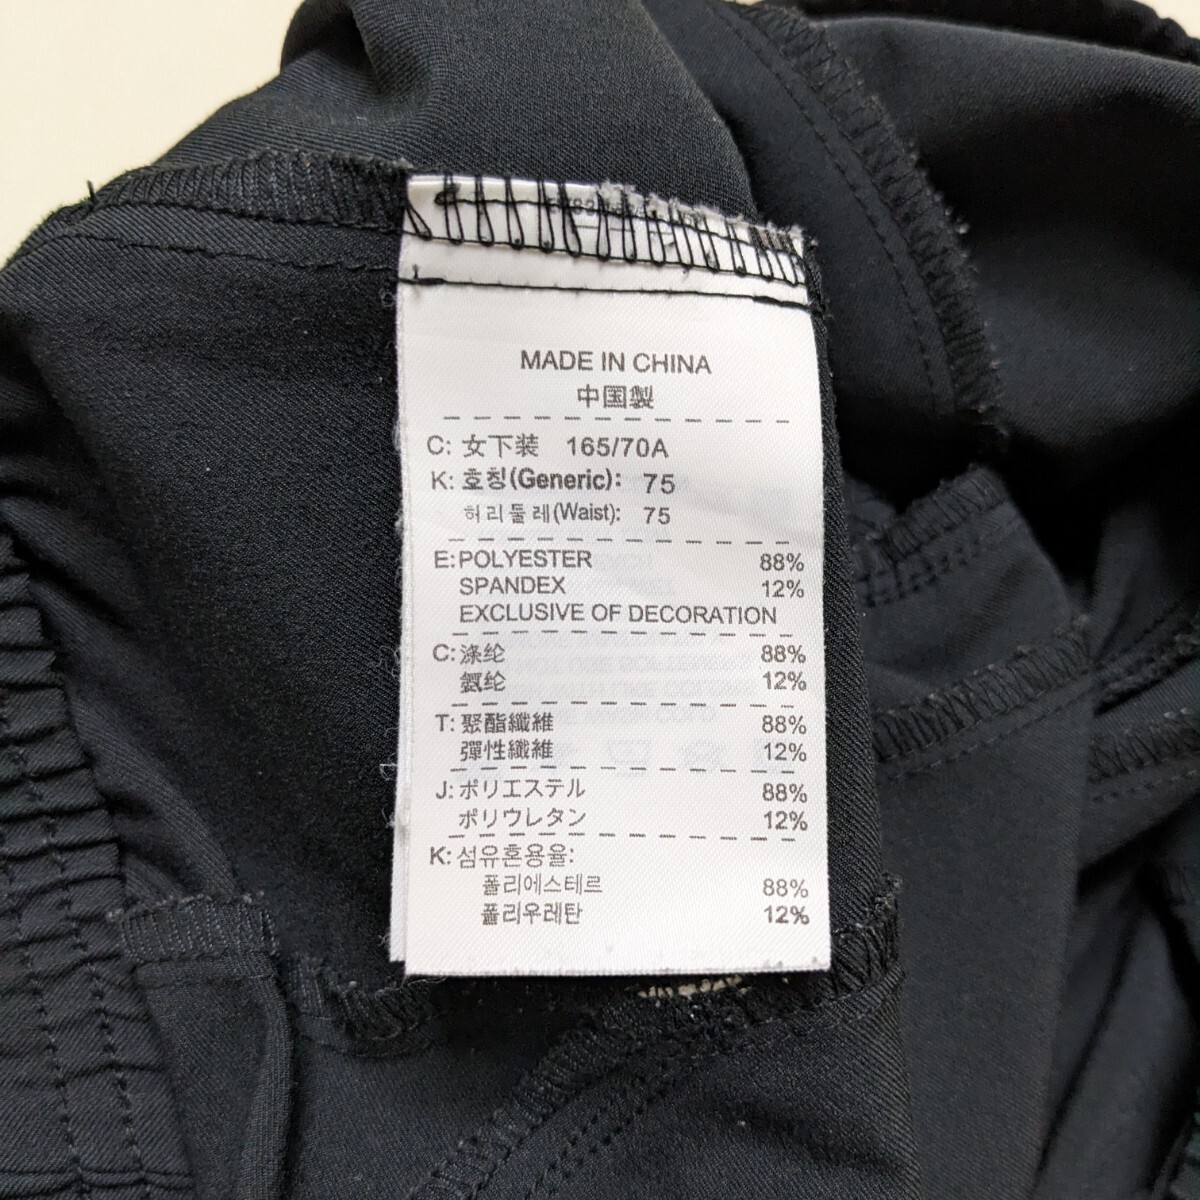 MADE IN CHINA
中国製
C: 女下装 165/70A
K: 호칭(Generic): 75
허리둘레(Waist): 75
E: POLYESTER 88%
SPANDEX 12%
EXCLUSIVE OF DECORATION
C: 涤纶 88%
氨纶 12%
T: 聚酯纖維 88%
彈性纖維 12%
J: ポリエステル 88%
ポリウレタン 12%
K: 섬유혼용율:
폴리에스테르 88%
폴리우레탄 12%